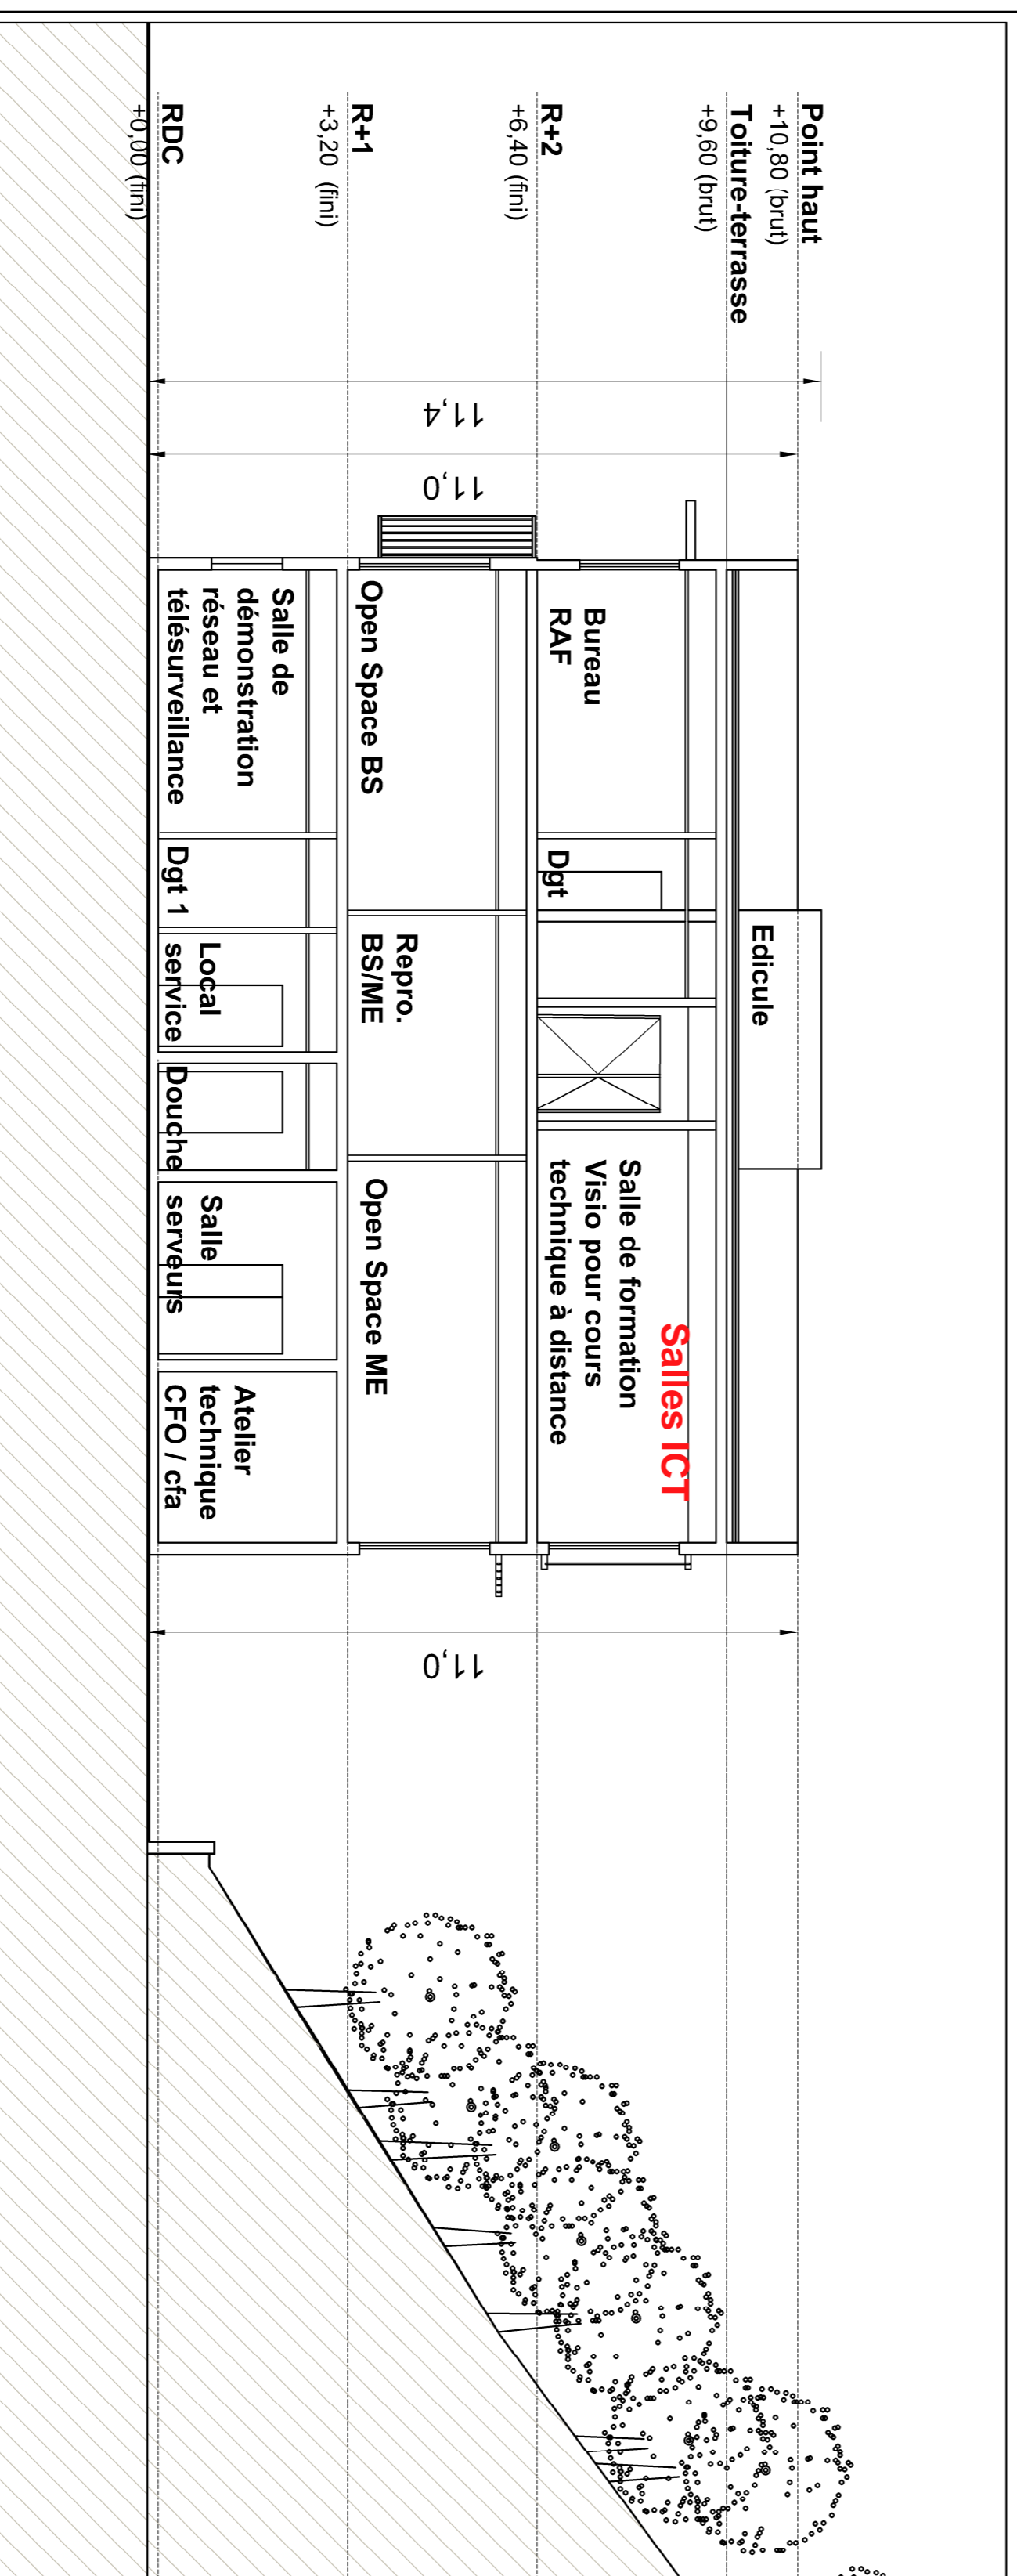 Point haut
+10,80 (brut)
Toiture-terrasse
+9,60 (brut)
R+2
+6,40 (fini)
R+1
+3,20 (fini)
RDC
+0,00 (fini)
11,4
11,0
Edicule
Bureau
RAF
Dgt
Salles ICT
Salle de formation
Visio pour cours
technique à distance
Open Space BS
Repro.
BS/ME
Open Space ME
Salle de
démonstration
réseau et
télésurveillance
Dgt 1
Local
service
Douche
Salle
serveurs
Atelier
technique
CFO / cfa
11,0